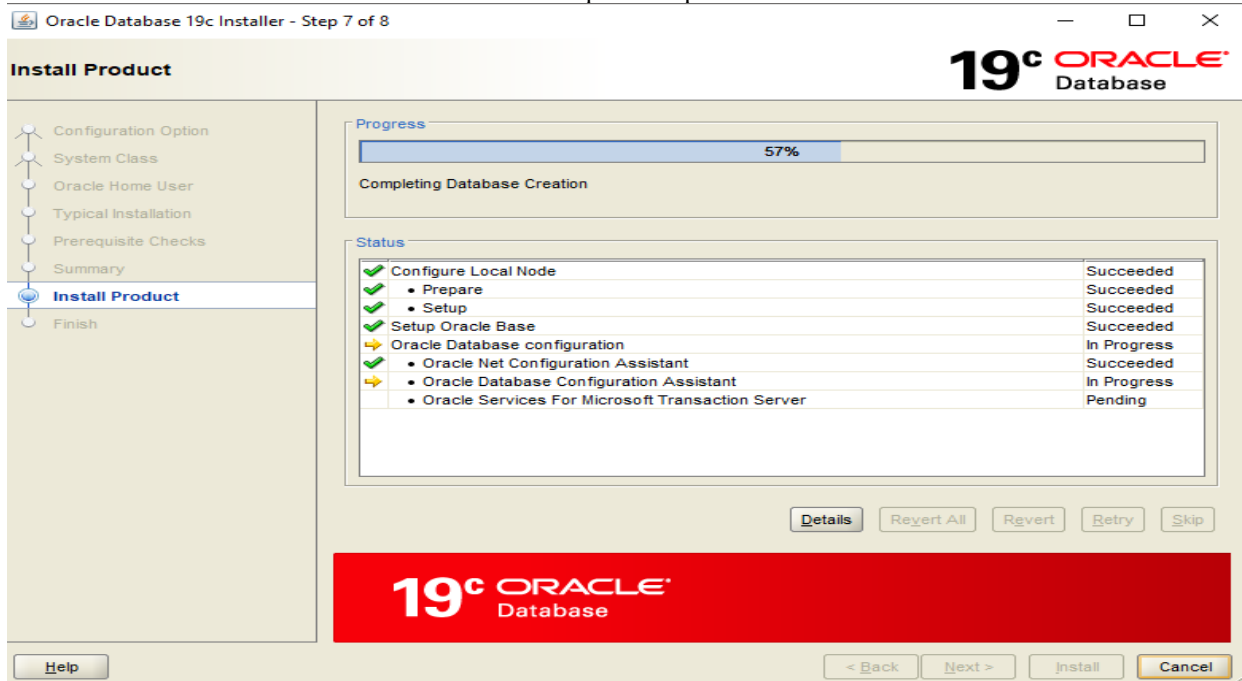 Oracle Database 19c Installer - Step 7 of 8
Install Product
19c ORACLE
Database
Configuration Option
System Class
Oracle Home User
Typical Installation
Prerequisite Checks
Summary
Install Product
Finish
Progress
57%
Completing Database Creation
Status
Configure Local Node Succeeded
• Prepare Succeeded
• Setup Succeeded
Setup Oracle Base Succeeded
Oracle Database configuration In Progress
• Oracle Net Configuration Assistant Succeeded
• Oracle Database Configuration Assistant In Progress
• Oracle Services For Microsoft Transaction Server Pending
Details Revert All Revert Retry Skip
19c ORACLE
Database
Help < Back Next > Install Cancel